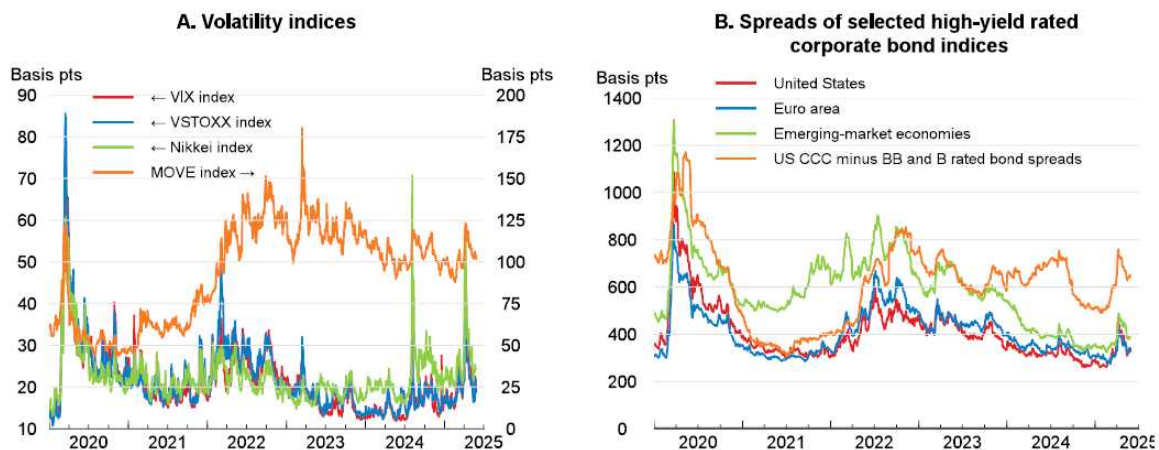 A. Volatility indices
Basis pts
Basis pts
90
80
70
60
50
40
30
20
10
200
175
150
125
100
75
50
25
0
← VIX index
← VSTOXX index
← Nikkei index
MOVE index →
2020
2021
2022
2023
2024
2025
B. Spreads of selected high-yield rated
corporate bond indices
Basis pts
1400
1200
1000
800
600
400
200
0
United States
Euro area
Emerging-market economies
US CCC minus BB and B rated bond spreads
2020
2021
2022
2023
2024
2025